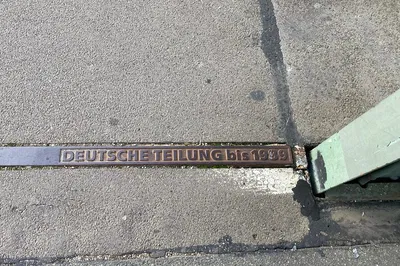 DEUTSCHE TEILUNG bis 1989